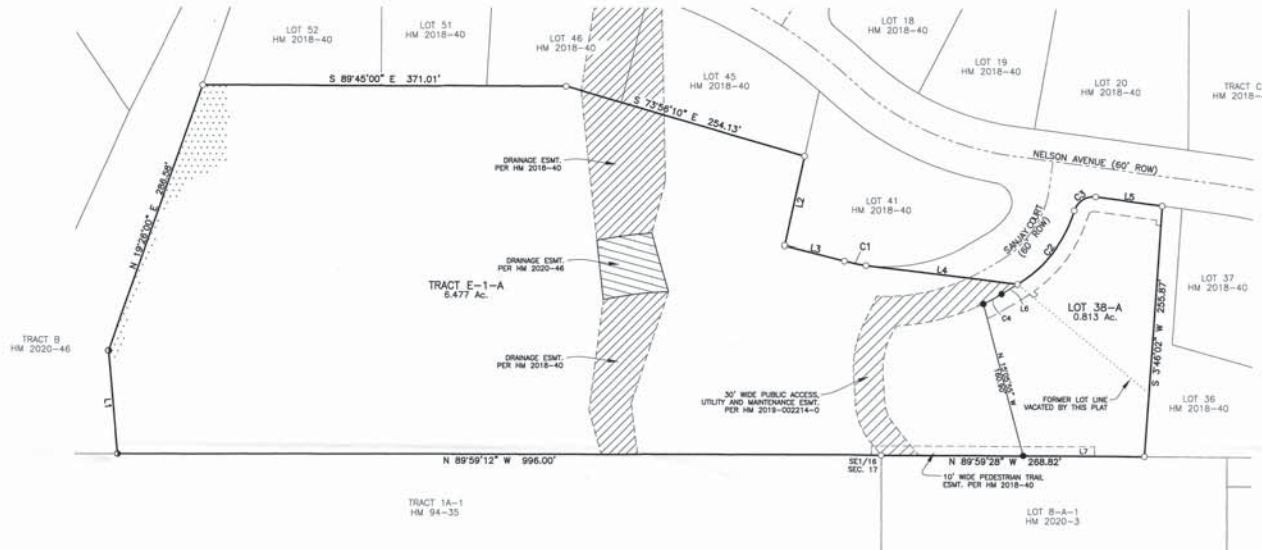 LOT 52
HM 2018-40
LOT 51
HM 2018-40
LOT 46
HM 2018-40
LOT 45
HM 2018-40
LOT 18
HM 2018-40
LOT 19
HM 2018-40
LOT 20
HM 2018-40
TRACT C
HM 2018-
S 89°45'00" E 371.01'
S 73°56'10" E 254.13'
N 19°26'00" E 286.58'
DRAINAGE ESMT.
PER HM 2018-40
NELSON AVENUE (60' ROW)
SANJAY COURT
(60' ROW)
LOT 41
HM 2018-40
L2
L3
C1
L4
C2
C3
L5
DRAINAGE ESMT.
PER HM 2020-46
TRACT E-1-A
6.477 Ac.
LOT 37
HM 2018-40
LOT 38-A
0.813 Ac.
L6
C4
S 3°46'02" W 255.87'
TRACT B
HM 2020-46
L1
DRAINAGE ESMT.
PER HM 2018-40
N 15°09'55" W
30' WIDE PUBLIC ACCESS,
UTILITY AND MAINTENANCE ESMT.
PER HM 2019-002214-0
FORMER LOT LINE
VACATED BY THIS PLAT
LOT 36
HM 2018-40
N 89°59'12" W 996.00'
SE1/16
SEC. 17
N 89°59'28" W 268.82'
L7
10' WIDE PEDESTRIAN TRAIL
ESMT. PER HM 2018-40
TRACT 1A-1
HM 94-35
LOT 8-A-1
HM 2020-3